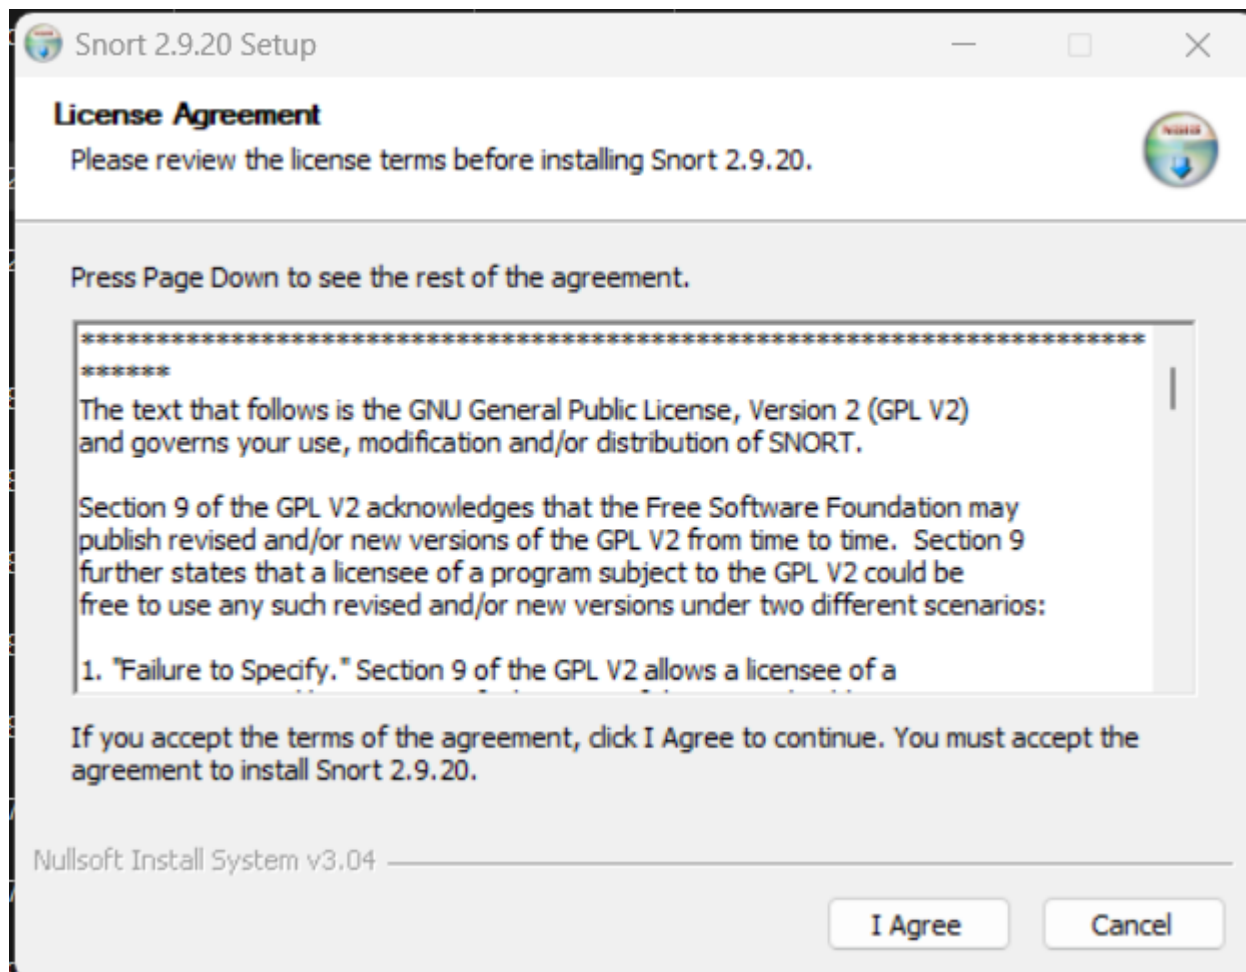 Snort 2.9.20 Setup
License Agreement
Please review the license terms before installing Snort 2.9.20.
Press Page Down to see the rest of the agreement.
***********************************************************************
******
The text that follows is the GNU General Public License, Version 2 (GPL V2)
and governs your use, modification and/or distribution of SNORT.
Section 9 of the GPL V2 acknowledges that the Free Software Foundation may
publish revised and/or new versions of the GPL V2 from time to time.  Section 9
further states that a licensee of a program subject to the GPL V2 could be
free to use any such revised and/or new versions under two different scenarios:
1. "Failure to Specify." Section 9 of the GPL V2 allows a licensee of a
If you accept the terms of the agreement, click I Agree to continue. You must accept the
agreement to install Snort 2.9.20.
Nullsoft Install System v3.04
I Agree
Cancel